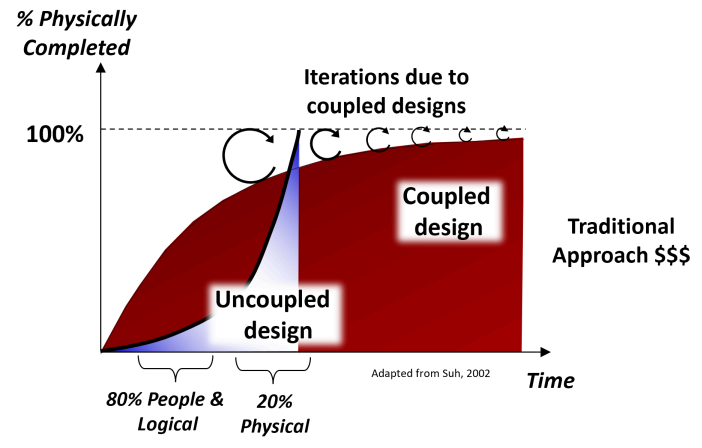 % Physically
Completed
Iterations due to
coupled designs
100%
Coupled
design
Traditional
Approach $$$
Uncoupled
design
Adapted from Suh, 2002
Time
80% People &
Logical
20%
Physical